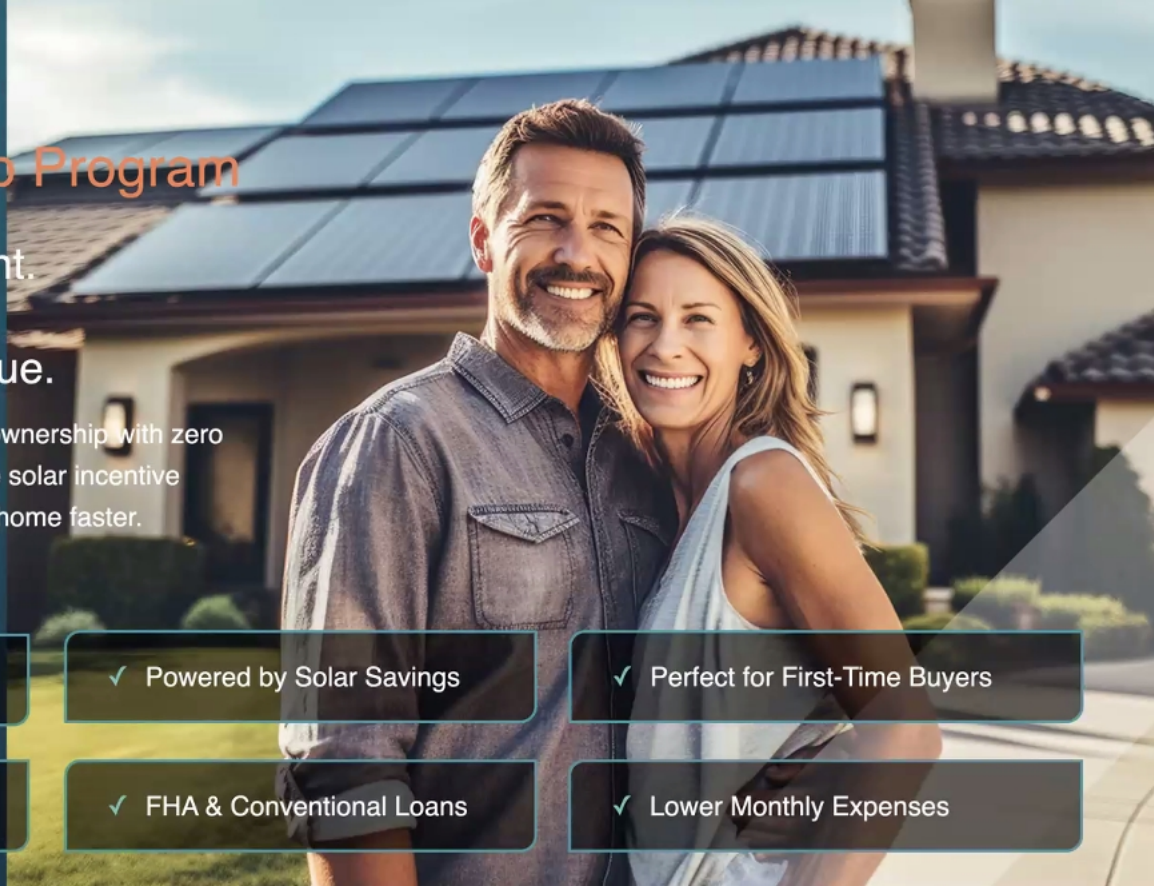 Program
nt.
ue.
wnership with zero
solar incentive
home faster.
✓ Powered by Solar Savings
✓ Perfect for First-Time Buyers
✓ FHA & Conventional Loans
✓ Lower Monthly Expenses